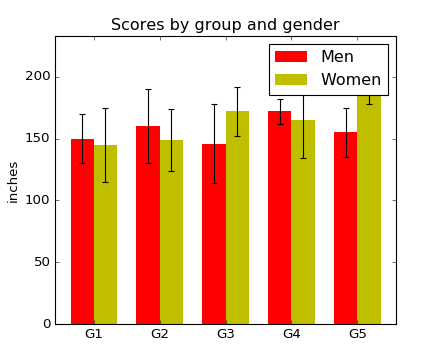 Scores by group and gender
Men
Women
200
150
100
50
0
inches
G1 G2 G3 G4 G5